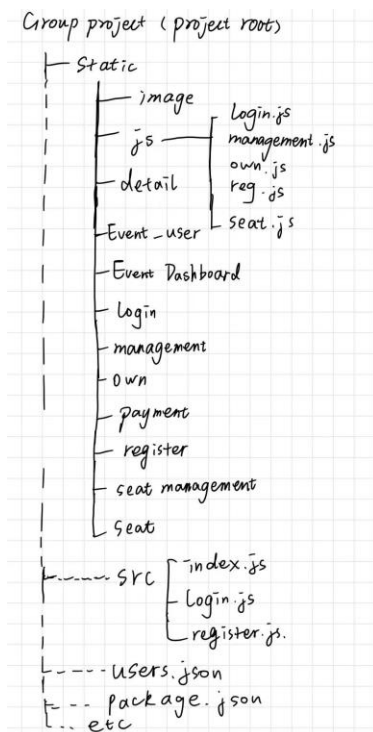 Group project (project root)
Static
image
js
login.js
management.js
own.js
reg.js
seat.js
detail
Event_user
Event Dashboard
login
management
own
payment
register
seat management
seat
src
index.js
login.js
register.js.
users.json
package.json
etc